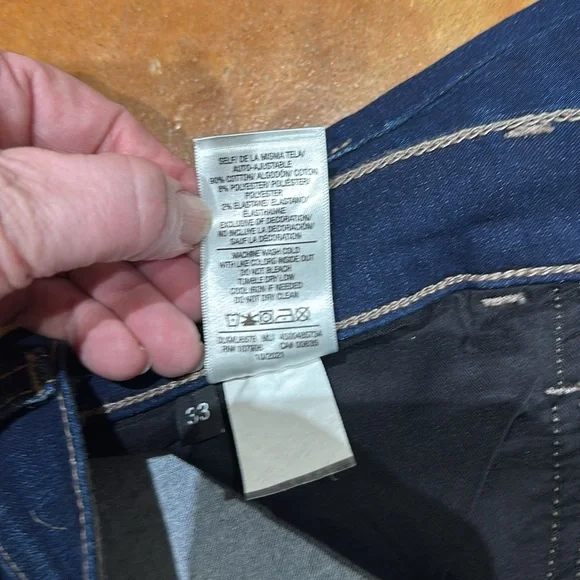 SELF/ DE LA MISMA TELA/
AUTO-AJUSTABLE
90% COTTON/ ALGODÓN/ COTON
8% POLYESTER/ POLIÉSTER/
POLYESTER
2% ELASTANE/ ELASTANO/
ÉLASTHANNE
EXCLUSIVE OF DECORATION/
NO INCLUYE LA DECORACIÓN/
SAUF LA DÉCORATION
MACHINE WASH COLD
WITH LIKE COLORS INSIDE OUT
DO NOT BLEACH
TUMBLE DRY LOW
COOL IRON IF NEEDED
DO NOT DRY CLEAN
10/2021
33